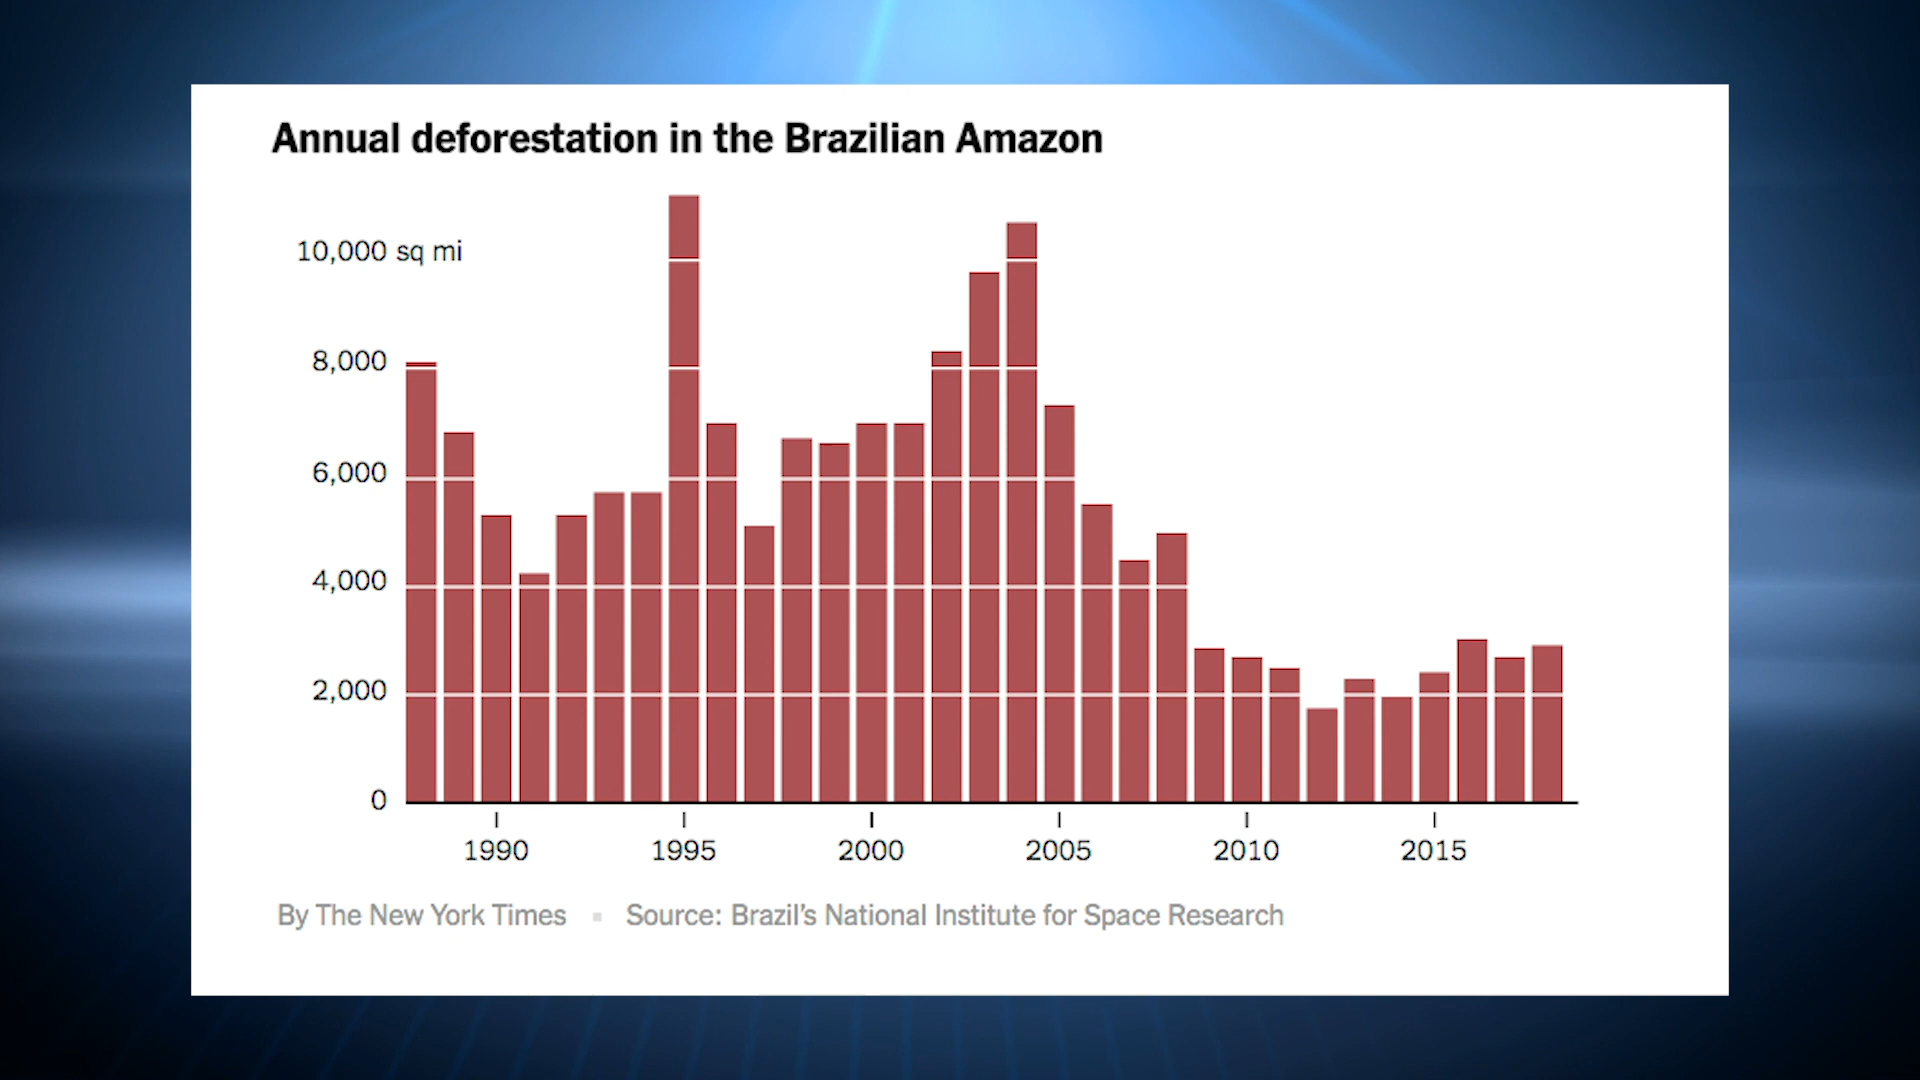 Annual deforestation in the Brazilian Amazon
10,000 sq mi
8,000
6,000
4,000
2,000
0
1990 1995 2000 2005 2010 2015
By The New York Times ▪ Source: Brazil's National Institute for Space Research